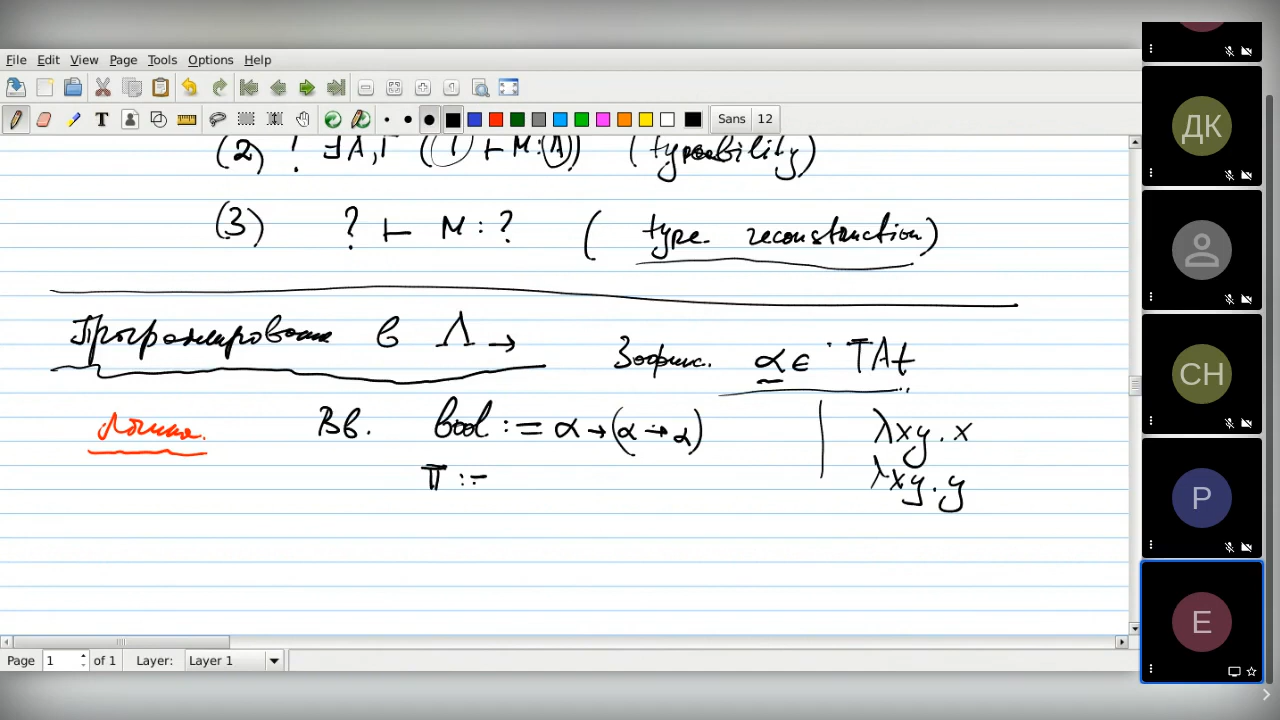 File Edit View Page Tools Options Help
Sans 12
(2) ! ∃A,Γ (Γ ⊢ M:A) (typeability)
(3) ? ⊢ M : ? (type reconstruction)
Программирование в Λ→
Зафикс. α ∈ TAt
Логика. Вв. bool := α→(α→α) | λxy.x
T := λxy.y
Page 1 of 1 Layer: Layer 1
ДК
CH
P
E